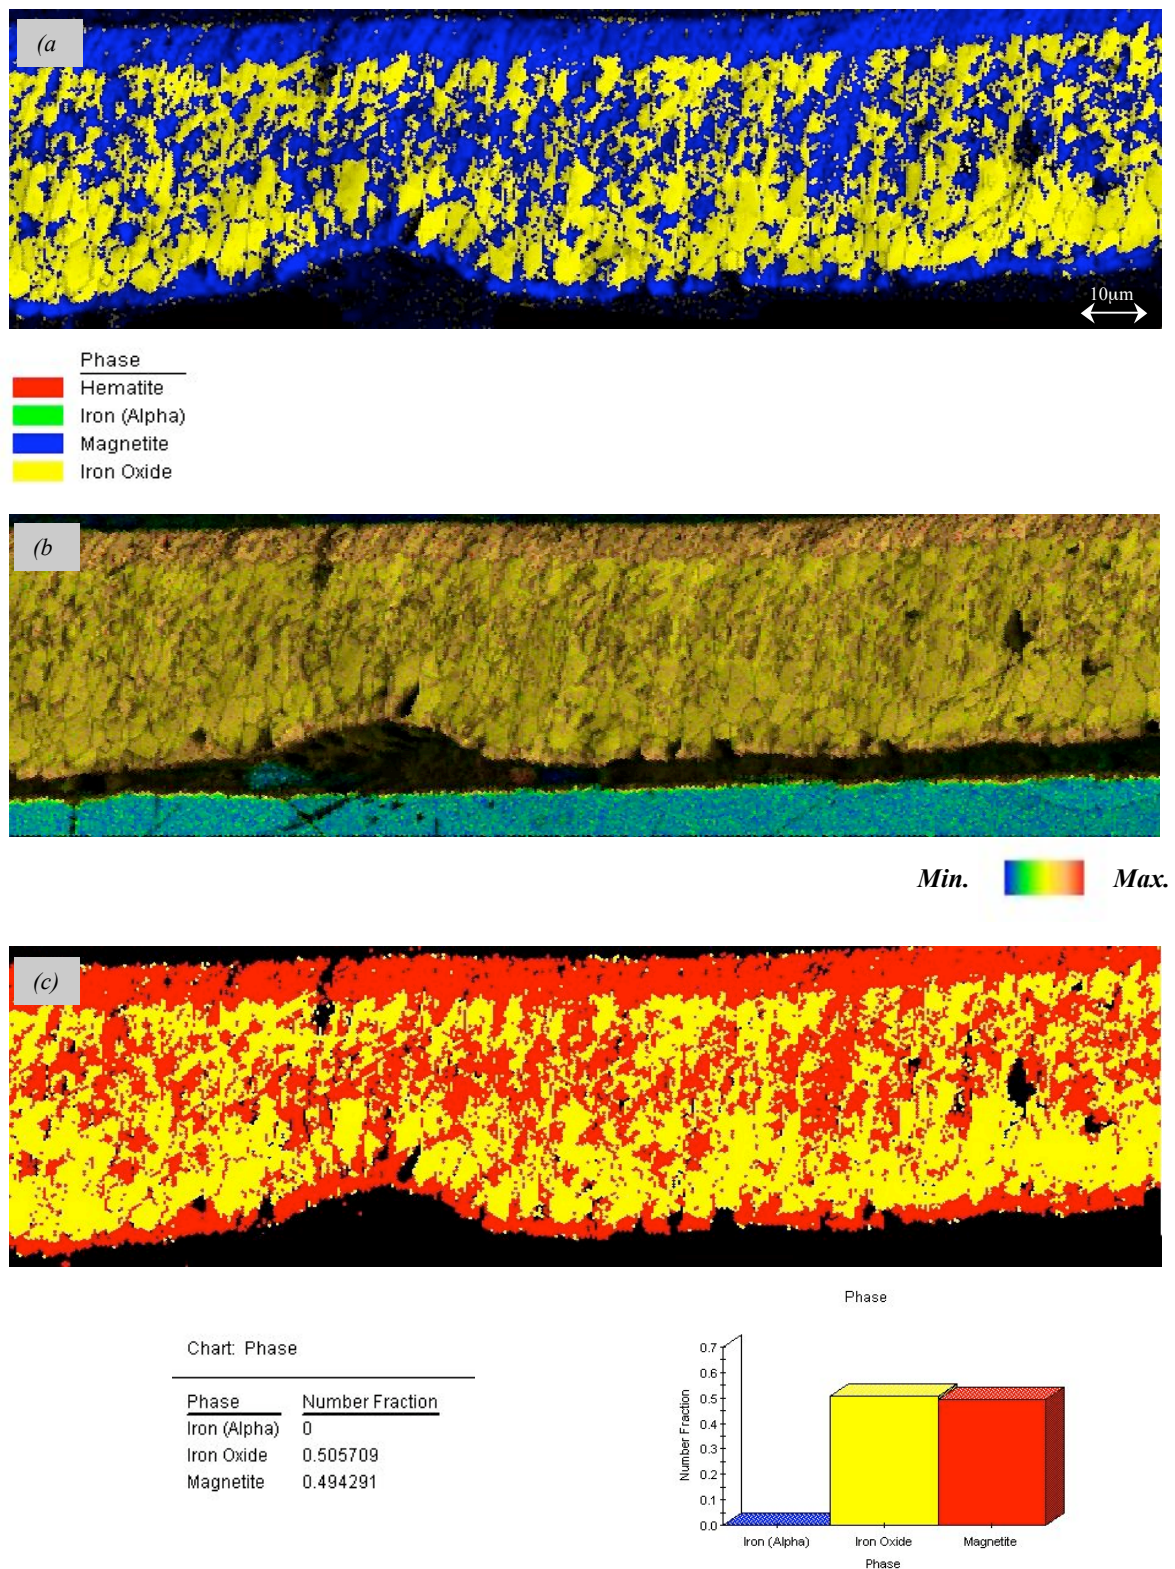 (a
10µm
Phase
Hematite
Iron (Alpha)
Magnetite
Iron Oxide
(b
Min.
Max.
(c)
Phase
Chart: Phase
Phase Number Fraction
Iron (Alpha) 0
Iron Oxide 0.505709
Magnetite 0.494291
0.7
0.6
0.5
0.4
0.3
0.2
0.1
0.0
Number Fraction
Iron (Alpha) Iron Oxide Magnetite
Phase